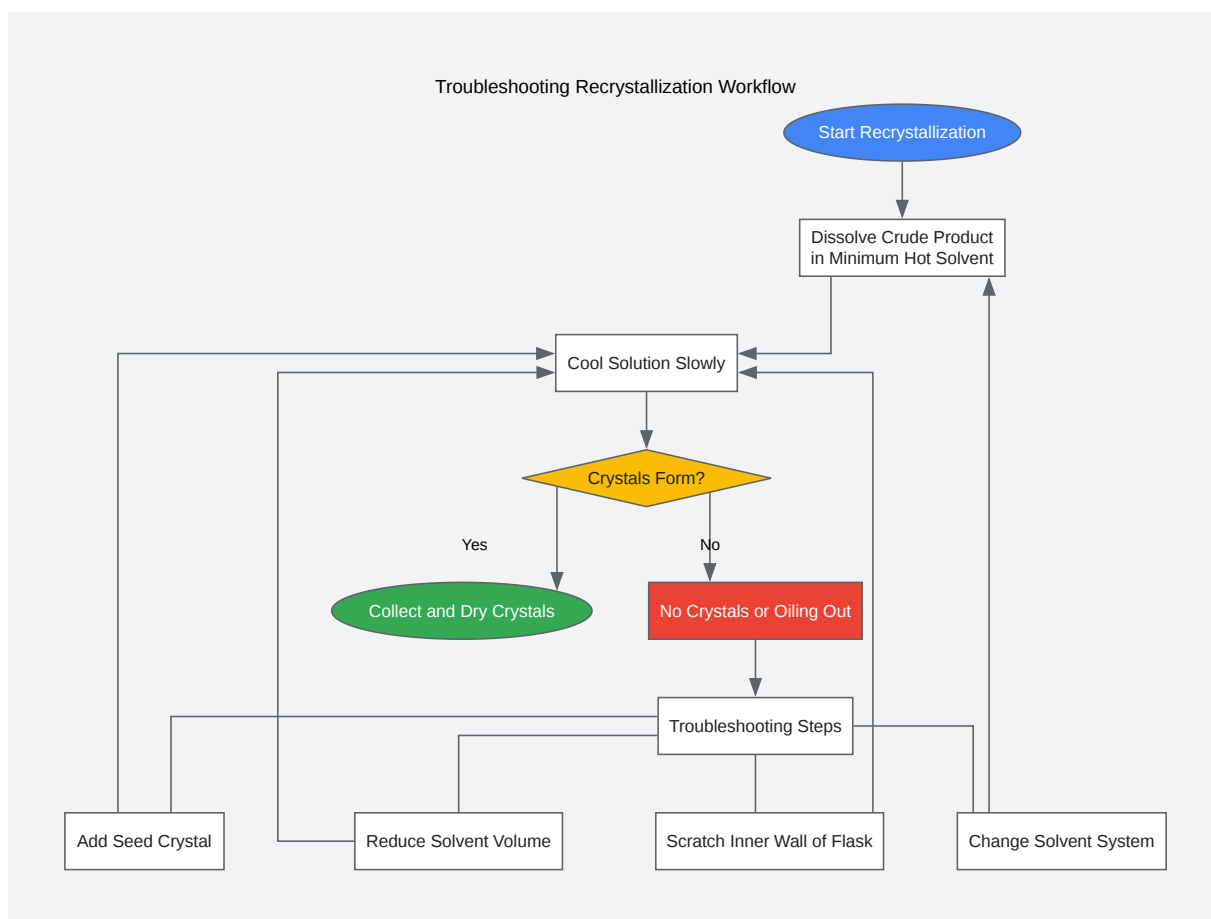 Troubleshooting Recrystallization Workflow
Start Recrystallization
Dissolve Crude Product
in Minimum Hot Solvent
Cool Solution Slowly
Crystals Form?
Yes
No
Collect and Dry Crystals
No Crystals or Oiling Out
Troubleshooting Steps
Add Seed Crystal
Reduce Solvent Volume
Scratch Inner Wall of Flask
Change Solvent System